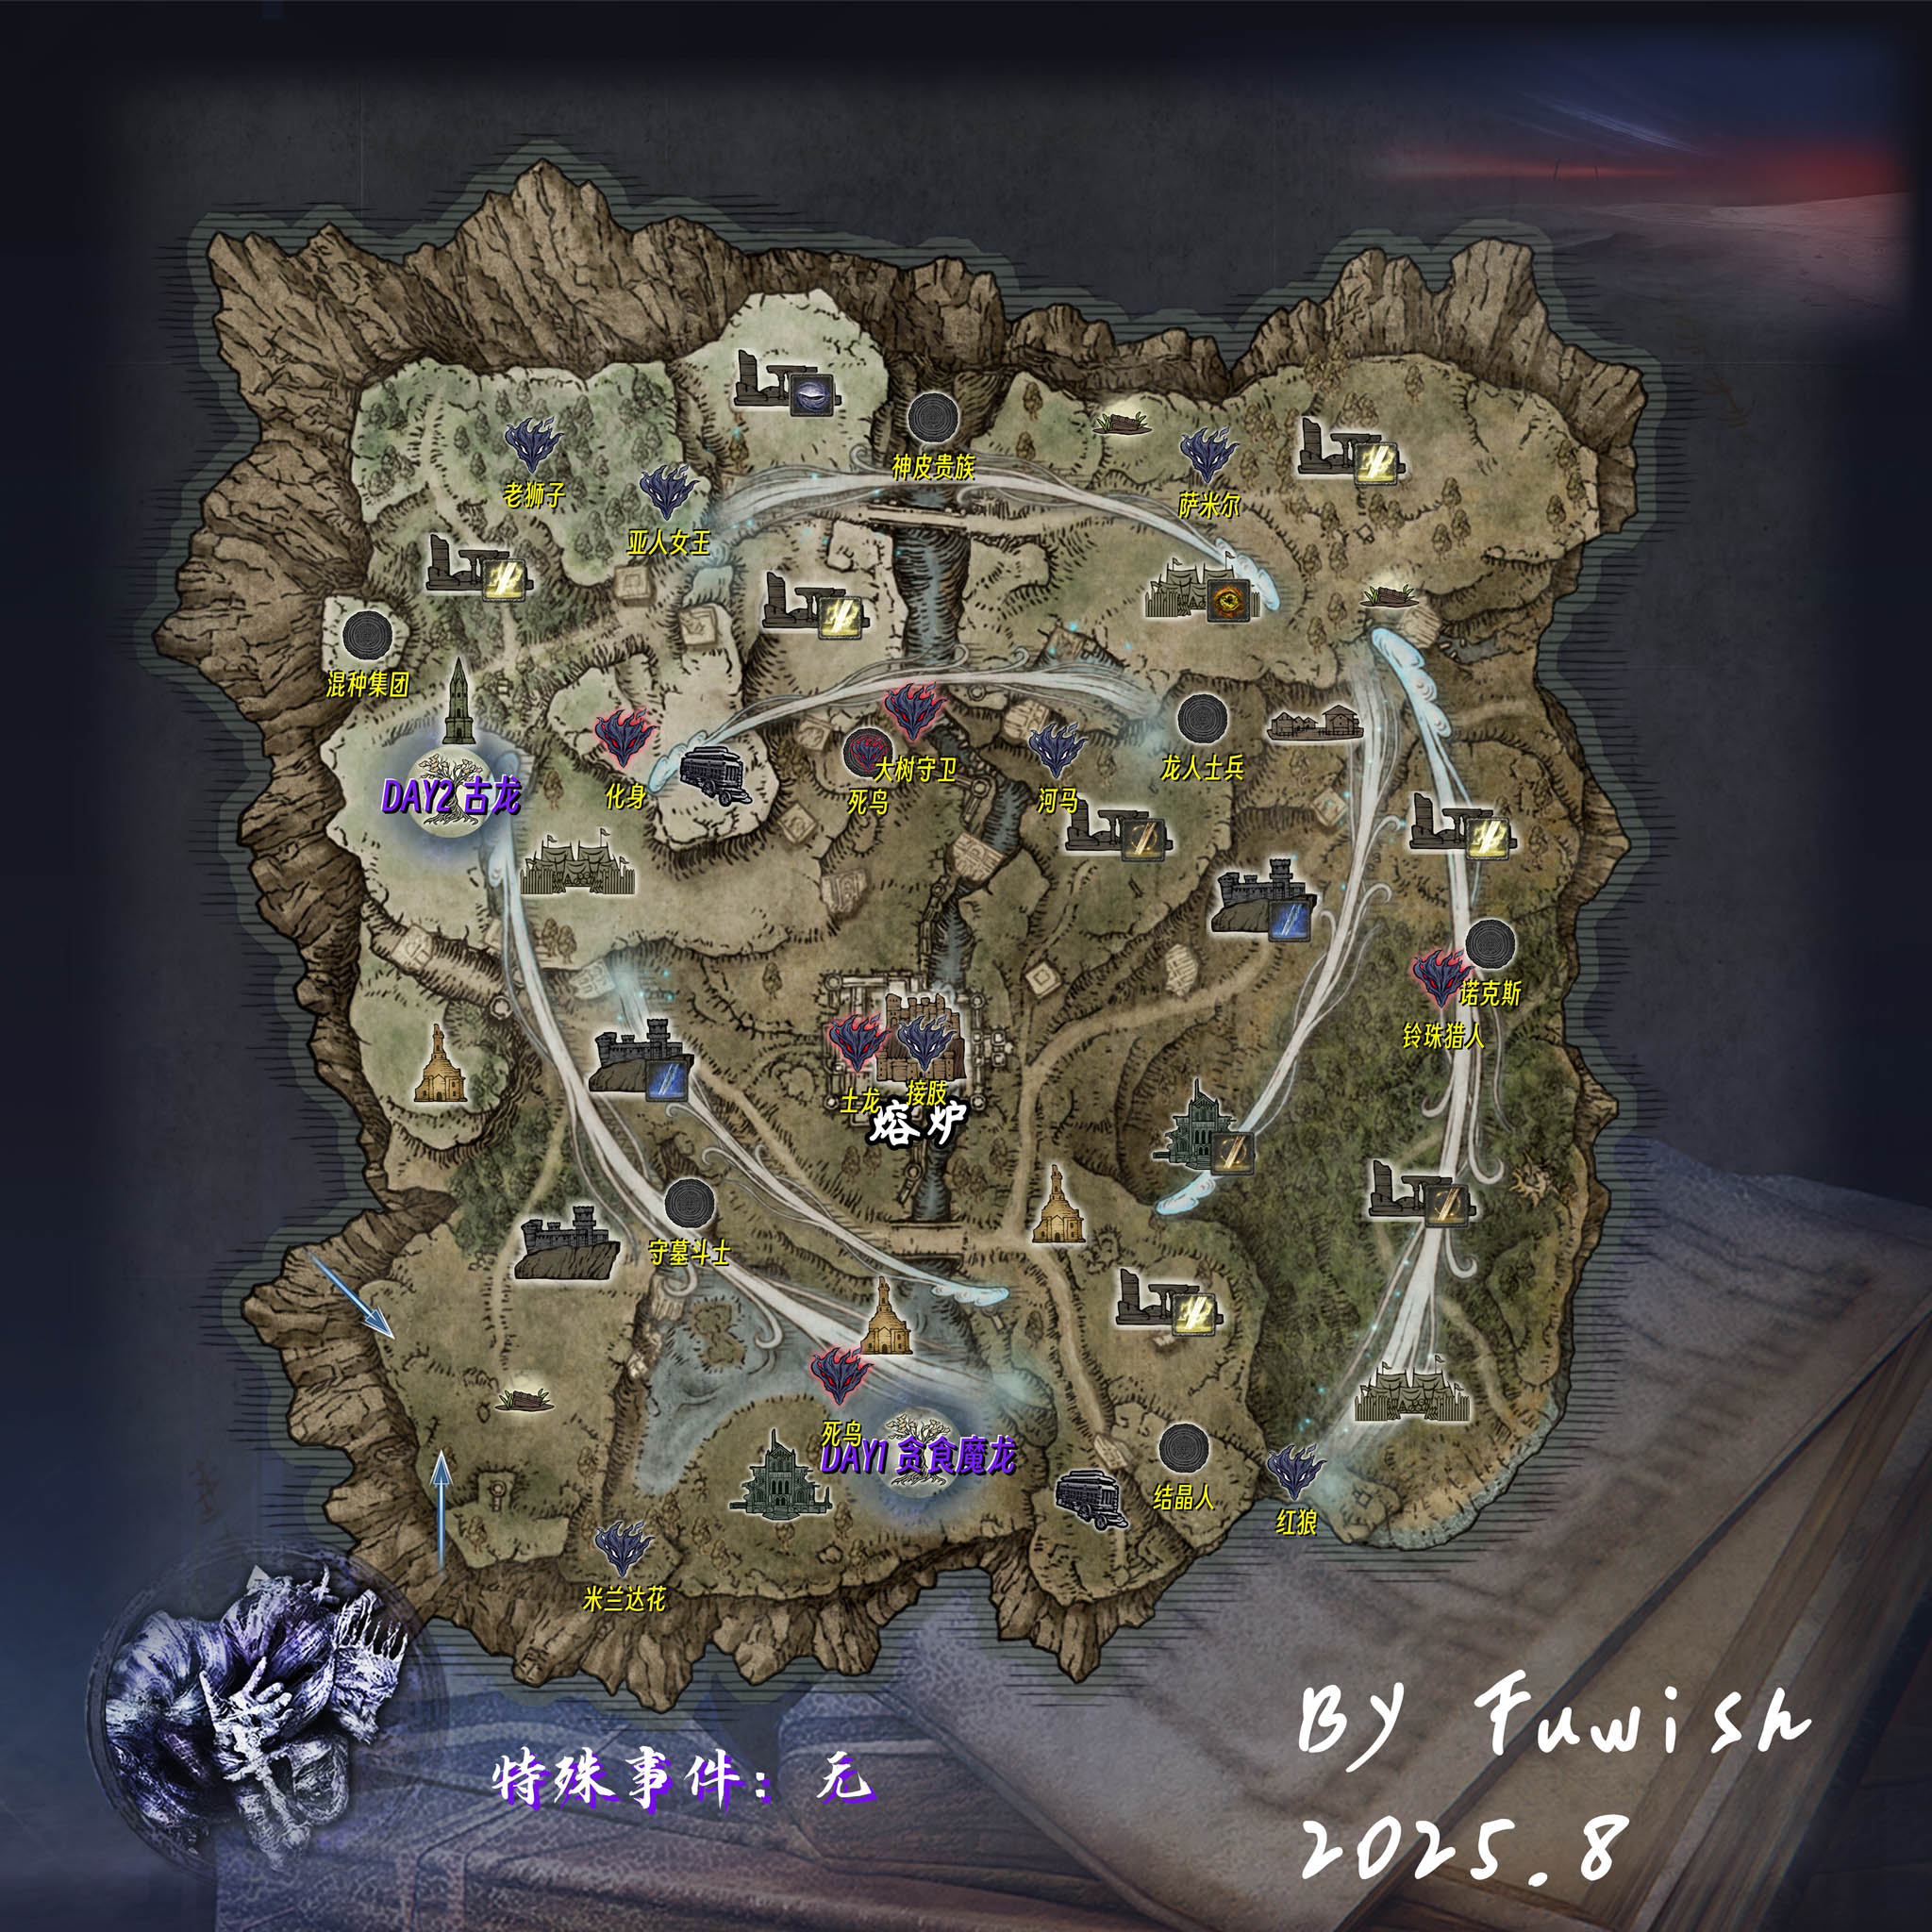 神皮贵族
老狮子
萨米尔
亚人女王
混种集团
大树守卫
龙人士兵
DAY2 古龙
化身
死鸟
河马
诺克斯
铃珠猎人
接肢
土龙
熔炉
守墓斗士
死鸟
DAY1 贪食魔龙
结晶人
红狼
米兰达花
特殊事件：无
By Fuwish
2025.8